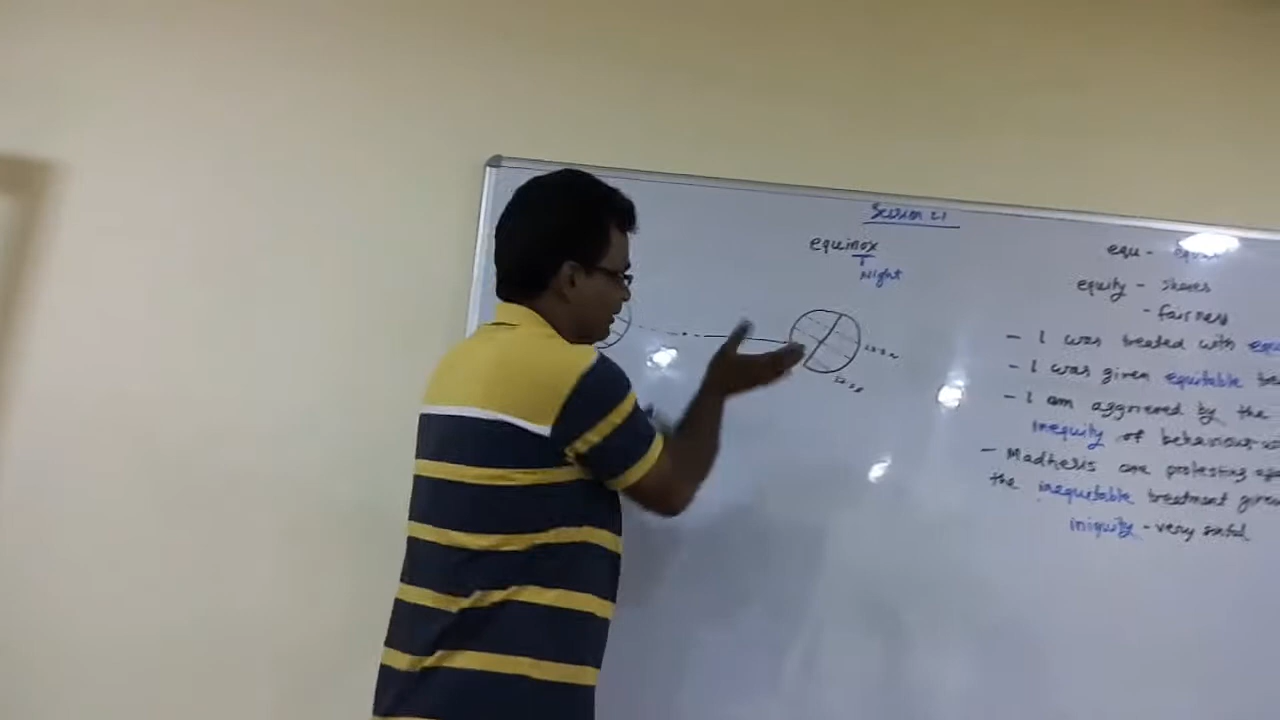 Session 21
equinox
Night
equ -
equity - shares
- fairness
- I was treated with
- I was given equitable
- I am aggrieved by the
inequity of behaviour
- Madhesis are protesting
the inequitable treatment given
iniquity - very sinful